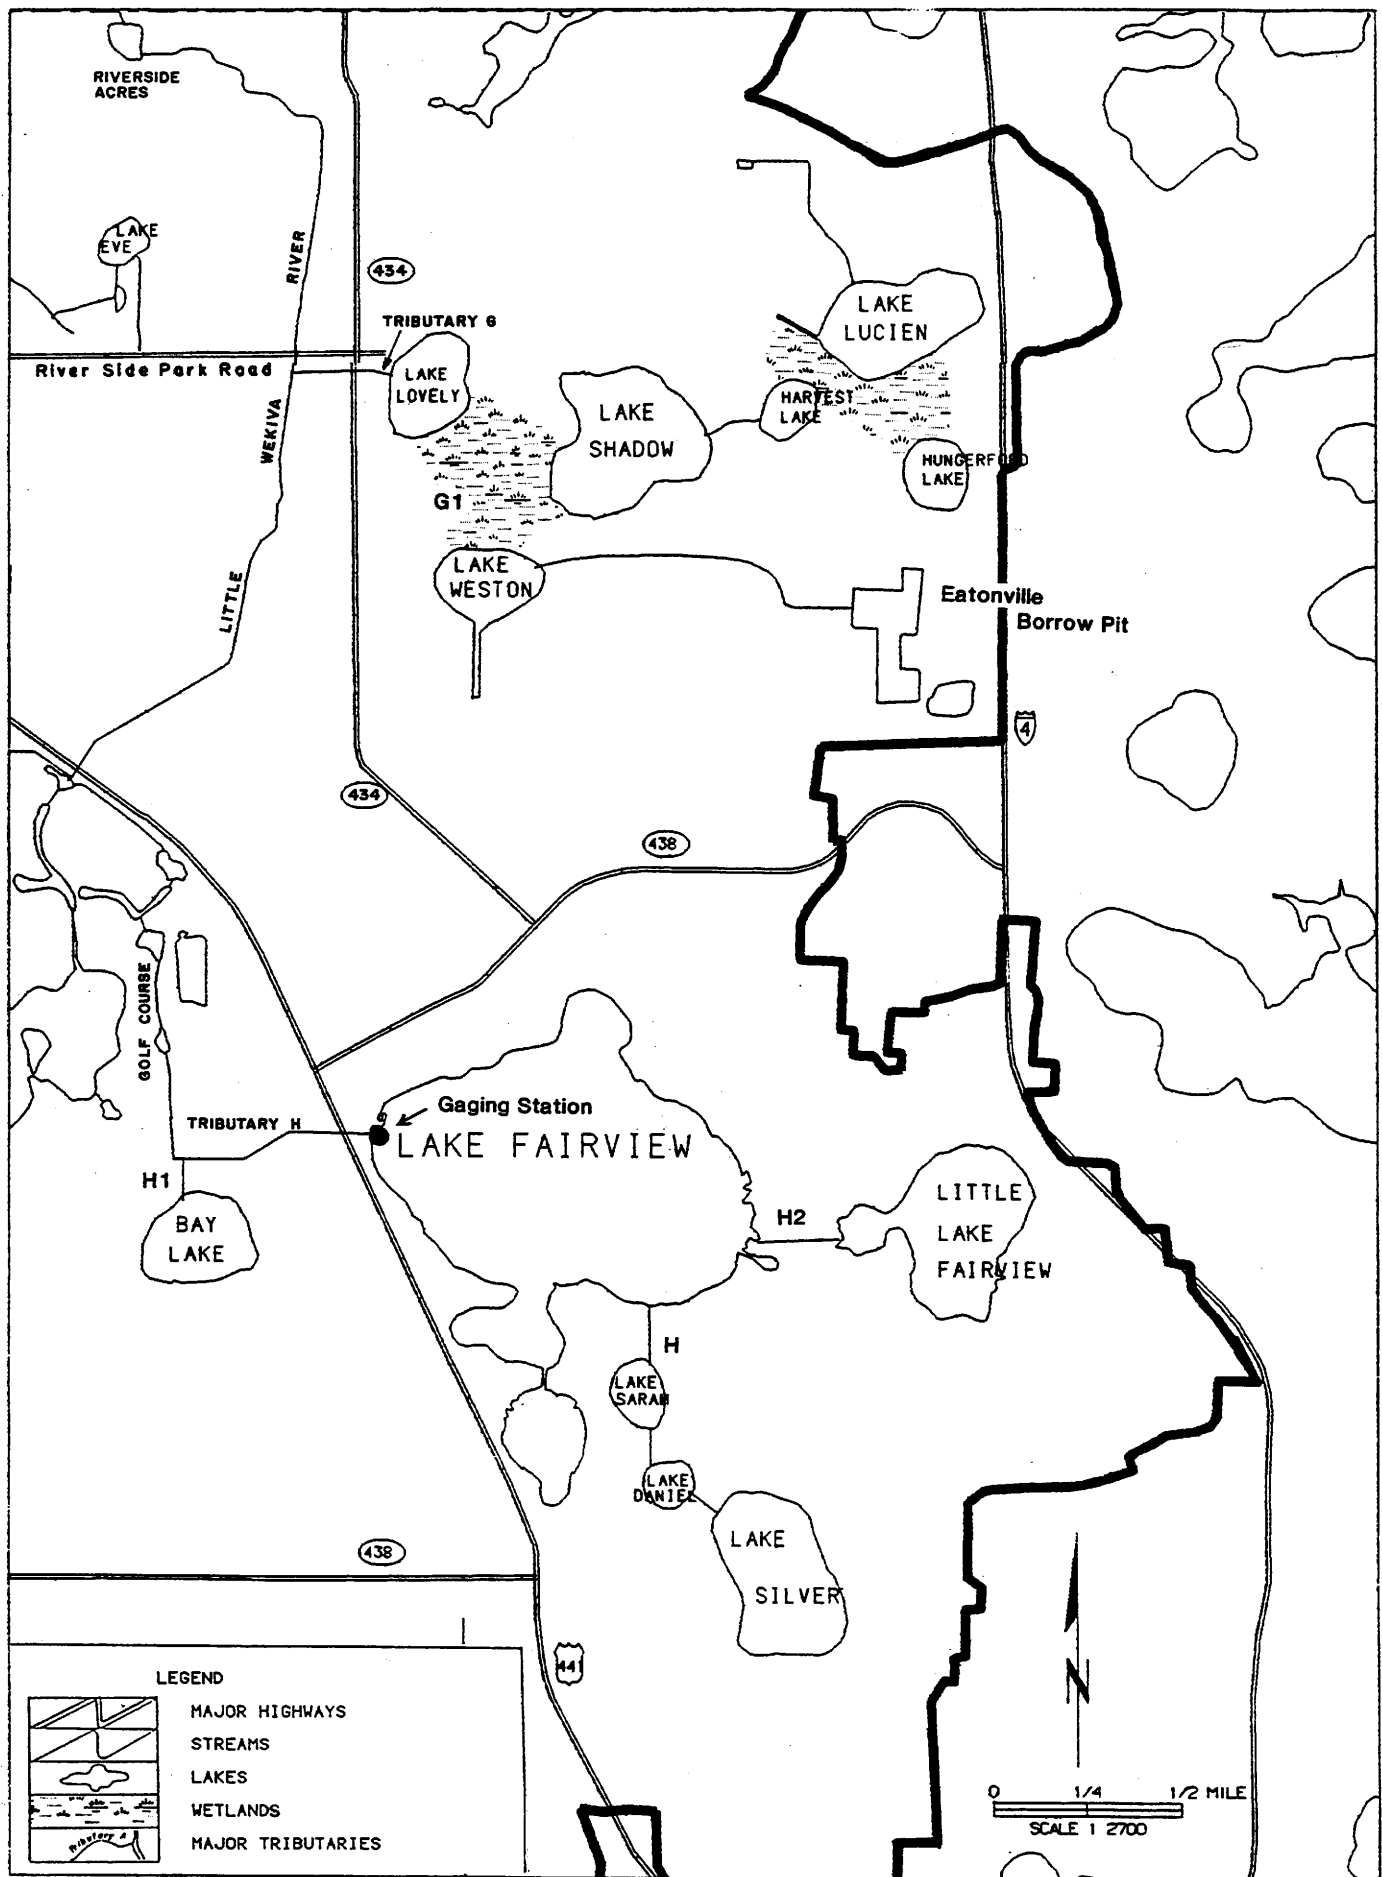 RIVERSIDE
ACRES
LAKE
EVE
RIVER
434
TRIBUTARY G
LAKE
LUCIEN
River Side Park Road
LAKE
LOVELY
HARVEST
LAKE
LAKE
SHADOW
WEKIVA
HUNGERFORD
LAKE
G1
LAKE
WESTON
LITTLE
Eatonville
Borrow Pit
4
434
438
GOLF COURSE
Gaging Station
TRIBUTARY H
LAKE FAIRVIEW
H1
LITTLE
LAKE
FAIRVIEW
H2
BAY
LAKE
H
LAKE
SARAH
LAKE
DANIEL
LAKE
SILVER
438
441
N
LEGEND
MAJOR HIGHWAYS
STREAMS
LAKES
WETLANDS
Tributary A
MAJOR TRIBUTARIES
0 1/4 1/2 MILE
SCALE 1 2700